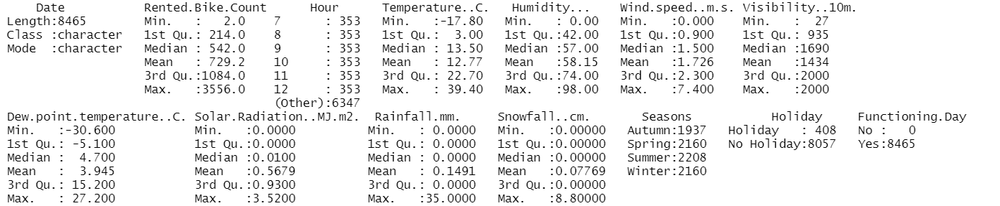 Date           Rented.Bike.Count      Hour       Temperature..C.   Humidity...     Wind.speed..m.s. Visibility..10m.
Length:8465        Min.   :   2.0    7      : 353   Min.   :-17.80   Min.   : 0.00   Min.   :0.000    Min.   :  27
Class :character   1st Qu.: 214.0    8      : 353   1st Qu.:  3.00   1st Qu.:42.00   1st Qu.:0.900    1st Qu.: 935
Mode  :character   Median : 542.0    9      : 353   Median : 13.50   Median :57.00   Median :1.500    Median :1690
                   Mean   : 729.2    10     : 353   Mean   : 12.77   Mean   :58.15   Mean   :1.726    Mean   :1434
                   3rd Qu.:1084.0    11     : 353   3rd Qu.: 22.70   3rd Qu.:74.00   3rd Qu.:2.300    3rd Qu.:2000
                   Max.   :3556.0    12     : 353   Max.   : 39.40   Max.   :98.00   Max.   :7.400    Max.   :2000
                                     (Other):6347
Dew.point.temperature..C. Solar.Radiation..MJ.m2.  Rainfall.mm.     Snowfall..cm.       Seasons           Holiday     Functioning.Day
Min.   :-30.600           Min.   :0.0000          Min.   : 0.0000  Min.   :0.00000   Autumn:1937   Holiday   : 408   No :   0
1st Qu.: -5.100           1st Qu.:0.0000          1st Qu.: 0.0000  1st Qu.:0.00000   Spring:2160   No Holiday:8057   Yes:8465
Median :  4.700           Median :0.0100          Median : 0.0000  Median :0.00000   Summer:2208
Mean   :  3.945           Mean   :0.5679          Mean   : 0.1491  Mean   :0.07769   Winter:2160
3rd Qu.: 15.200           3rd Qu.:0.9300          3rd Qu.: 0.0000  3rd Qu.:0.00000
Max.   : 27.200           Max.   :3.5200          Max.   :35.0000  Max.   :8.80000